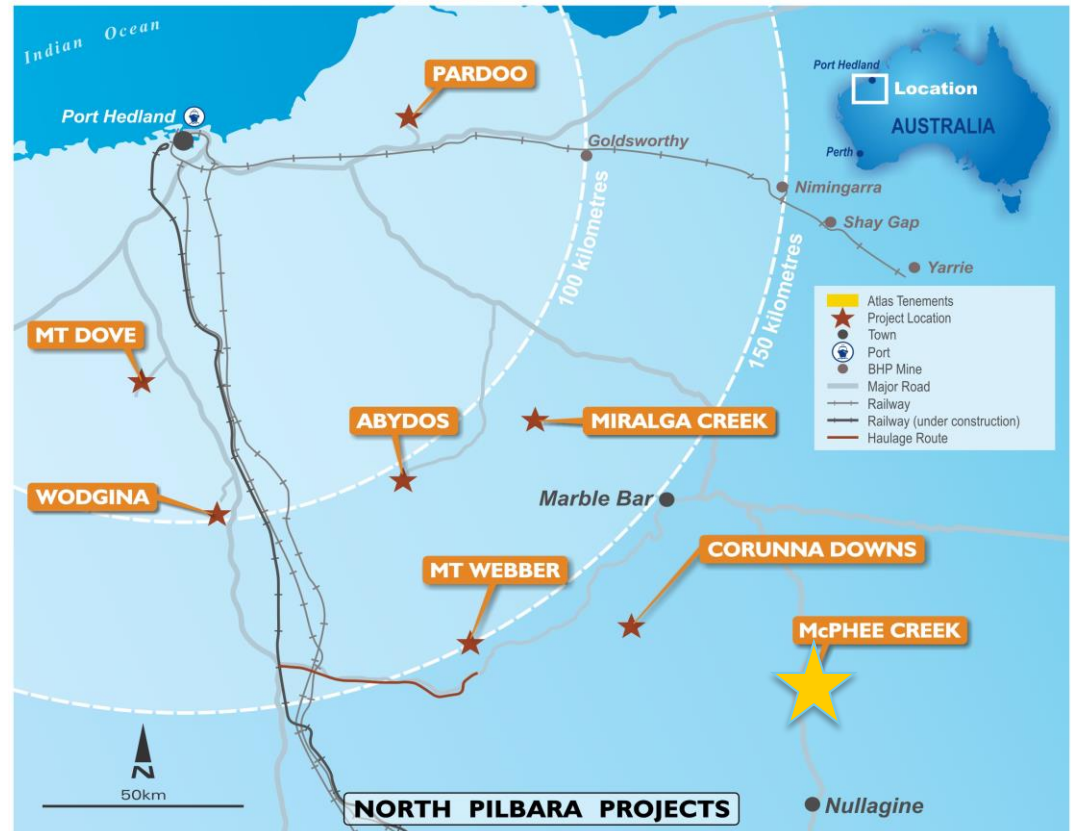 Indian Ocean
PARDOO
Port Hedland
Port Hedland
Location
AUSTRALIA
Perth
Goldsworthy
Nimingarra
Shay Gap
Yarrie
100 kilometres
150 kilometres
Atlas Tenements
Project Location
Town
Port
BHP Mine
Major Road
Railway
Railway (under construction)
Haulage Route
MT DOVE
ABYDOS
MIRALGA CREEK
WODGINA
Marble Bar
MT WEBBER
CORUNNA DOWNS
McPHEE CREEK
N
50km
NORTH PILBARA PROJECTS
Nullagine